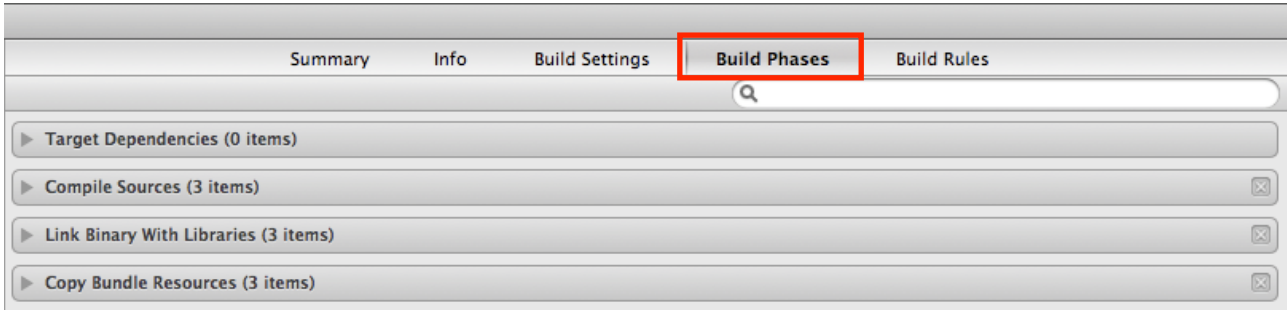 Summary Info Build Settings Build Phases Build Rules
Target Dependencies (0 items)
Compile Sources (3 items)
Link Binary With Libraries (3 items)
Copy Bundle Resources (3 items)